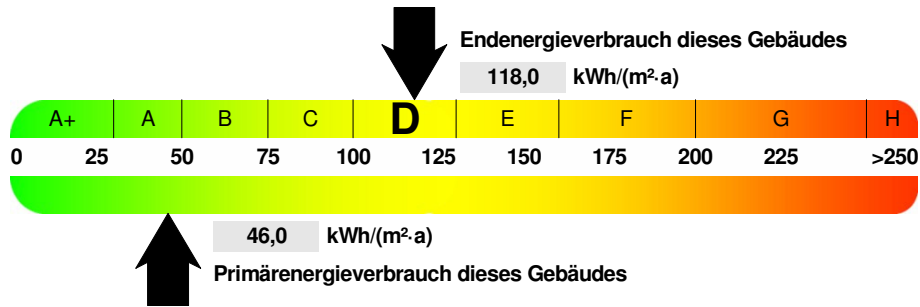 Endenergieverbrauch dieses Gebäudes
118,0 kWh/(m²·a)
A+ A B C D E F G H
0 25 50 75 100 125 150 175 200 225 >250
46,0 kWh/(m²·a)
Primärenergieverbrauch dieses Gebäudes